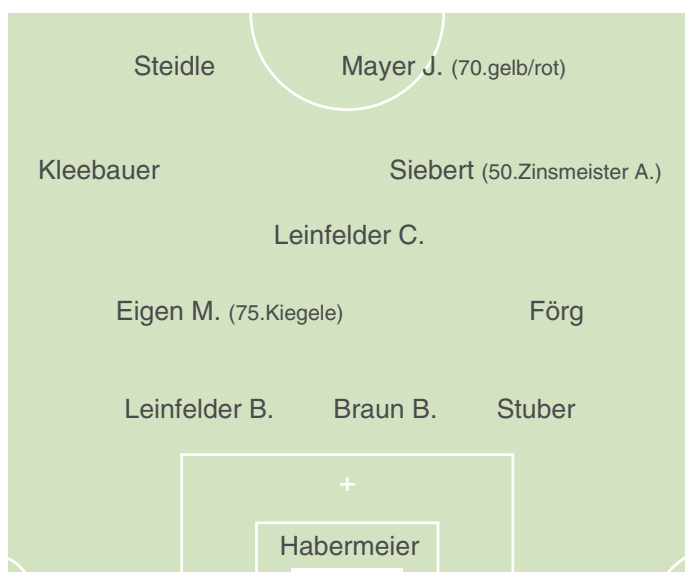 Steidle Mayer J. (70.gelb/rot)
Kleebauer Siebert (50.Zinsmeister A.)
Leinfelder C.
Eigen M. (75.Kiegele) Förg
Leinfelder B. Braun B. Stuber
Habermeier